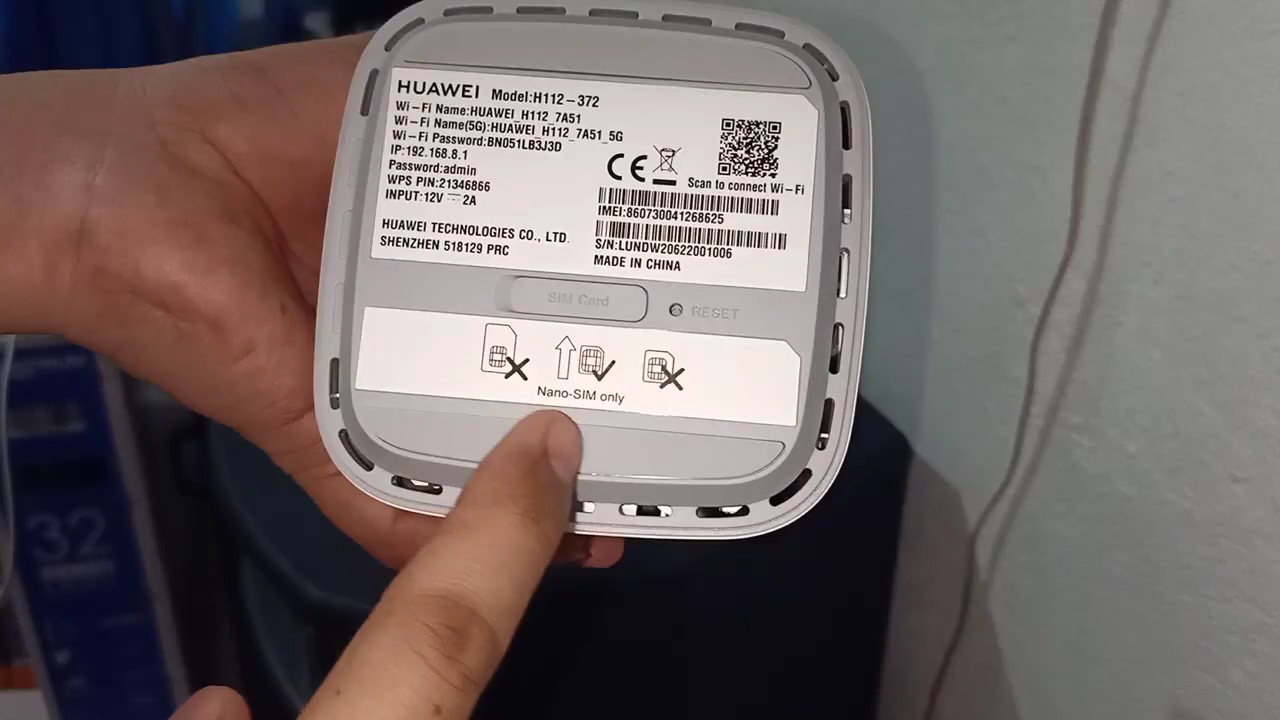 HUAWEI Model:H112-372
Wi-Fi Name:HUAWEI_H112_7A51
Wi-Fi Name(5G):HUAWEI_H112_7A51_5G
Wi-Fi Password:BN051LB3J3D
IP:192.168.8.1
Password:admin
WPS PIN:21346866
INPUT:12V ⎓ 2A
HUAWEI TECHNOLOGIES CO., LTD.
SHENZHEN 518129 PRC
CE
Scan to connect Wi-Fi
IMEI:860730041268625
S/N:LUNDW20622001006
MADE IN CHINA
SIM Card
RESET
Nano-SIM only
32